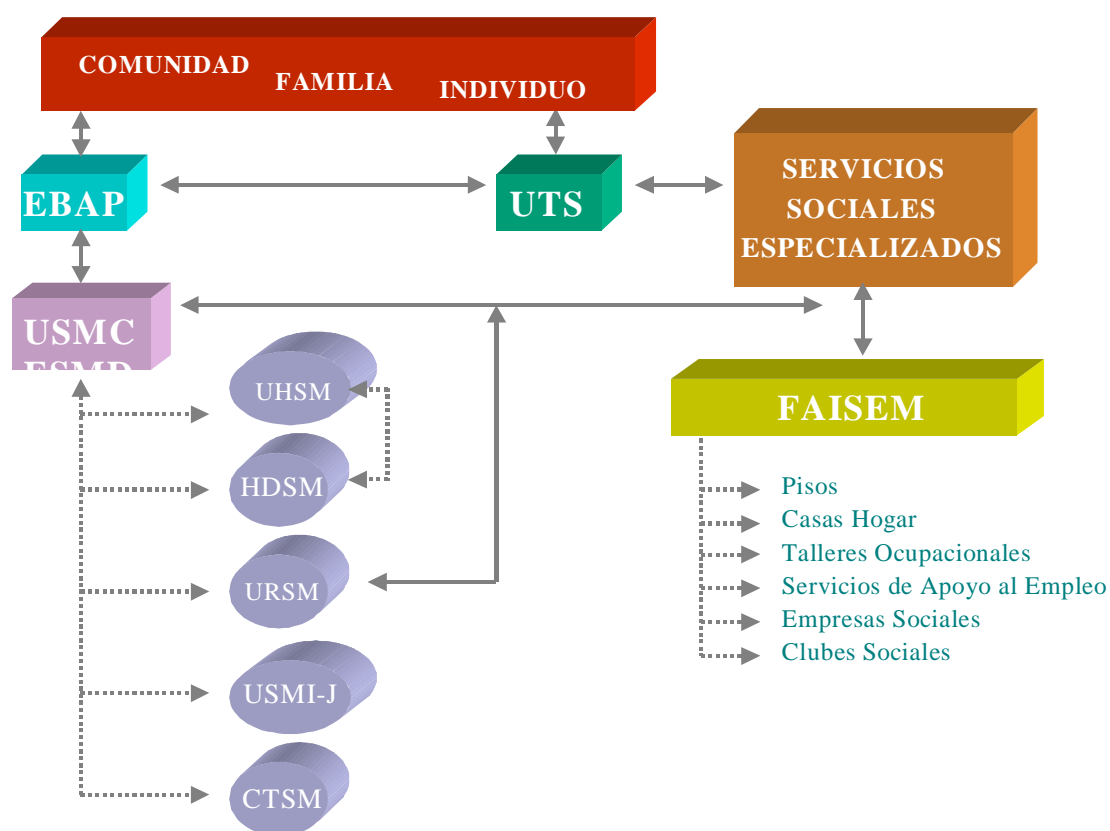 COMUNIDAD
FAMILIA
INDIVIDUO
EBAP
UTS
SERVICIOS
SOCIALES
ESPECIALIZADOS
USMC
UHSM
HDSM
URSM
USMI-J
CTSM
FAISEM
Pisos
Casas Hogar
Talleres Ocupacionales
Servicios de Apoyo al Empleo
Empresas Sociales
Clubes Sociales